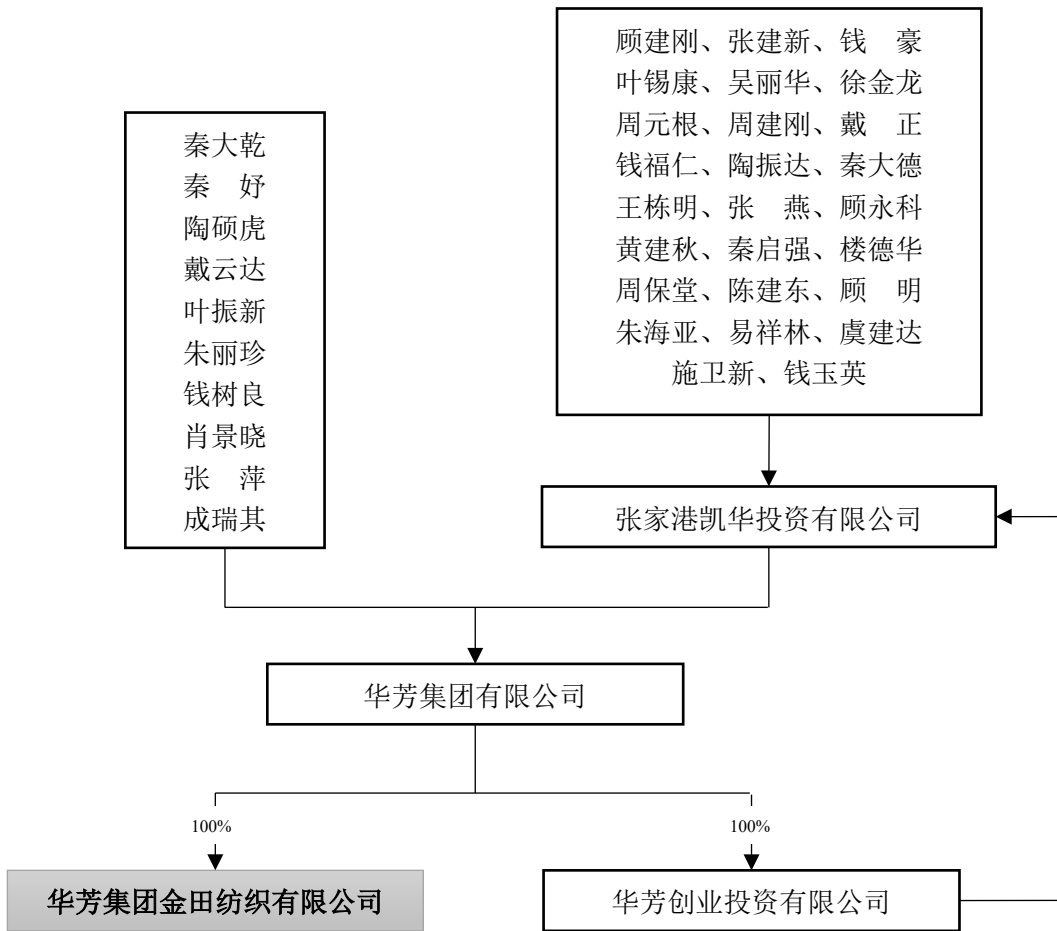 顾建刚、张建新、钱　豪
叶锡康、吴丽华、徐金龙
周元根、周建刚、戴　正
钱福仁、陶振达、秦大德
王栋明、张　燕、顾永科
黄建秋、秦启强、楼德华
周保堂、陈建东、顾　明
朱海亚、易祥林、虞建达
施卫新、钱玉英
秦大乾
秦　妤
陶硕虎
戴云达
叶振新
朱丽珍
钱树良
肖景晓
张　萍
成瑞其
张家港凯华投资有限公司
华芳集团有限公司
100%
100%
华芳集团金田纺织有限公司
华芳创业投资有限公司